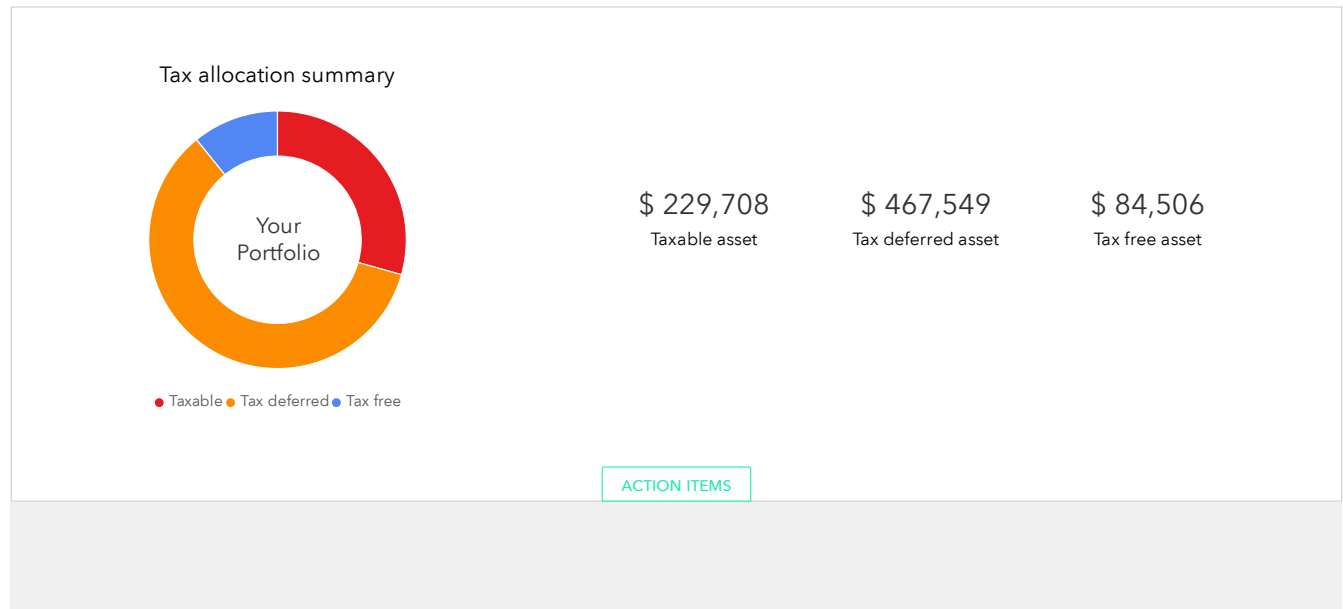 Tax allocation summary
Your
Portfolio
Taxable Tax deferred Tax free
$ 229,708
Taxable asset
$ 467,549
Tax deferred asset
$ 84,506
Tax free asset
ACTION ITEMS